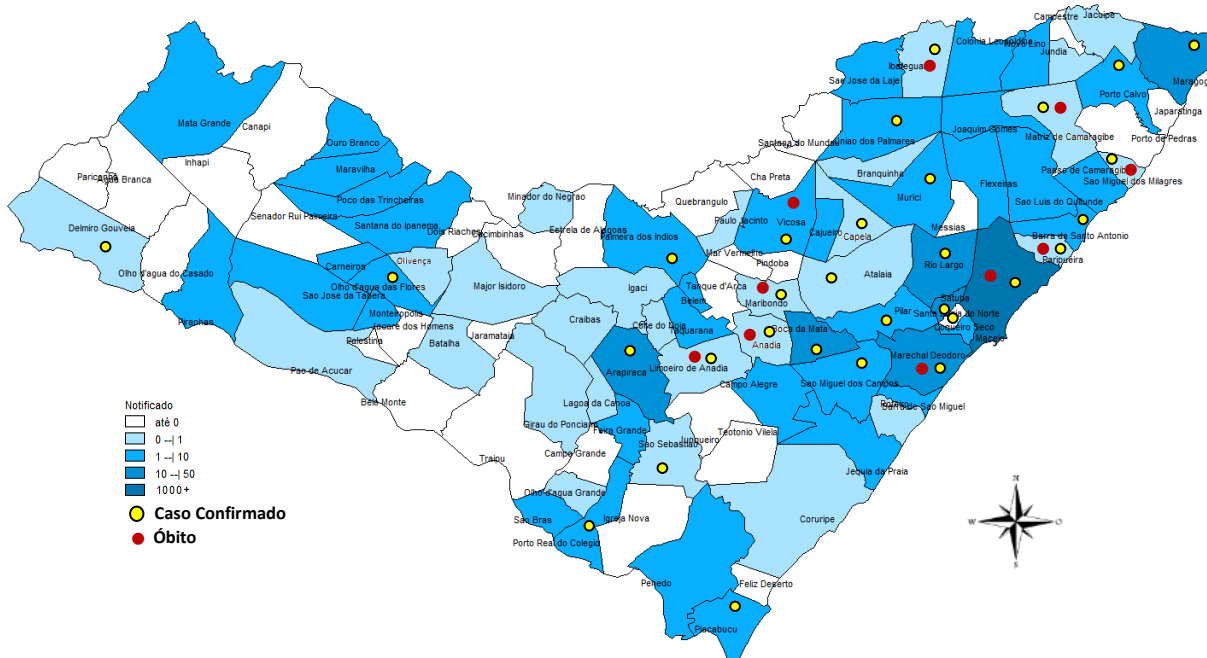 Campestre
Jacuipe
Colonia Leopoldina
Novo Lino
Jundia
Ibateguara
Sao Jose da Laje
Maragogi
Porto Calvo
Mata Grande
Canapi
Japaratinga
Joaquim Gomes
Matriz de Camaragibe
Porto de Pedras
Ouro Branco
Santana do Mundau
Uniao dos Palmares
Inhapi
Maravilha
Pariconha
Agua Branca
Cha Preta
Branquinha
Passo de Camaragibe
Flexeiras
Sao Miguel dos Milagres
Minador do Negrao
Murici
Poco das Trincheiras
Quebrangulo
Sao Luis do Quitunde
Senador Rui Palmeira
Paulo Jacinto
Santana do Ipanema
Vicosa
Delmiro Gouveia
Dois Riachos
Cacimbinhas
Estrela de Alagoas
Messias
Palmeira dos Indios
Cajueiro
Capela
Barra de Santo Antonio
Mar Vermelho
Paripueira
Olivença
Pindoba
Rio Largo
Carneiros
Olho d'agua do Casado
Atalaia
Tanque d'Arca
Olho d'agua das Flores
Major Isidoro
Igaci
Sao Jose da Tapera
Belem
Maribondo
Satuba
Pilar
Santa Luzia do Norte
Monteiropolis
Piranhas
Craibas
Coite do Noia
Coqueiro Seco
Boca da Mata
Jacare dos Homens
Taquarana
Jaramataia
Maceio
Palestina
Batalha
Anadia
Marechal Deodoro
Limoeiro de Anadia
Arapiraca
Pao de Acucar
Campo Alegre
Sao Miguel dos Campos
Belo Monte
Lagoa da Canoa
Roteiro
Barra de Sao Miguel
Girau do Ponciano
Feira Grande
Teotonio Vilela
Junqueiro
Sao Sebastiao
Campo Grande
Traipu
Jequia da Praia
Olho d'agua Grande
Sao Bras
Igreja Nova
Coruripe
Porto Real do Colegio
Penedo
Feliz Deserto
Piacabucu
Notificado
até 0
0 --| 1
1 --| 10
10 --| 50
1000+
Caso Confirmado
Óbito
N
W
O
S